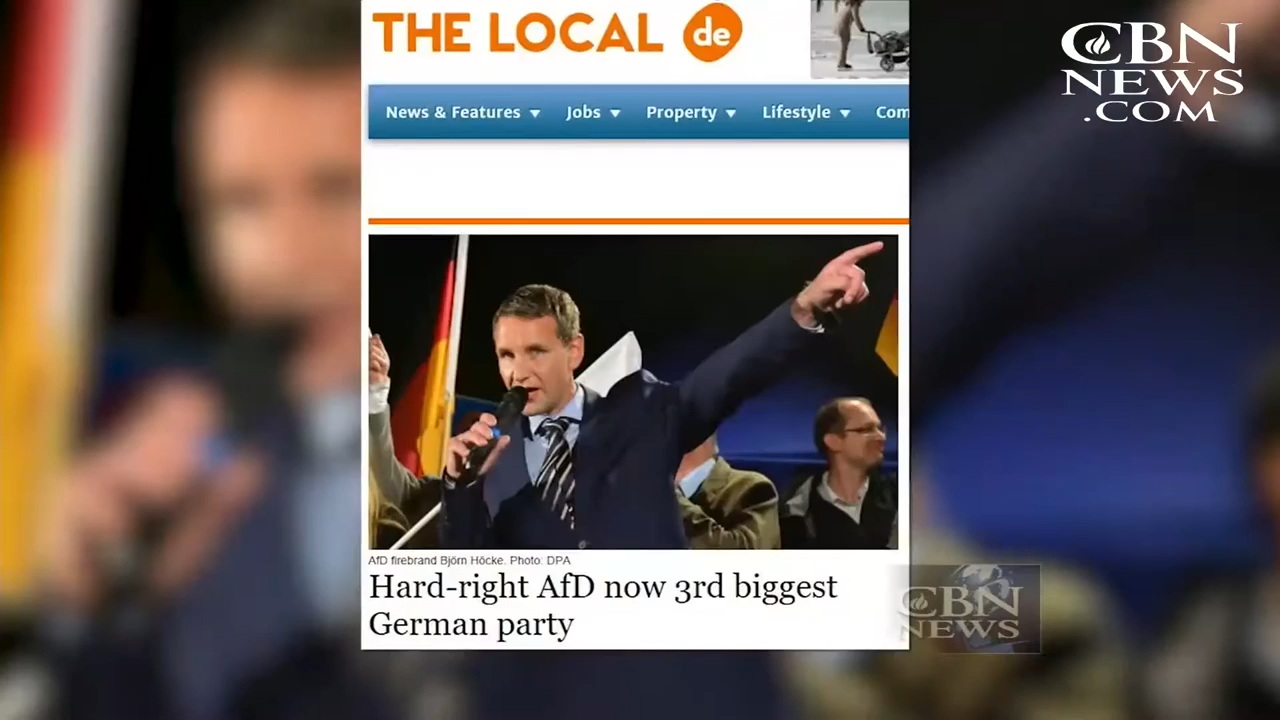 THE LOCAL de
CBN
NEWS
.COM
News & Features Jobs Property Lifestyle Com
AfD firebrand Björn Höcke. Photo: DPA
Hard-right AfD now 3rd biggest
German party
CBN
NEWS